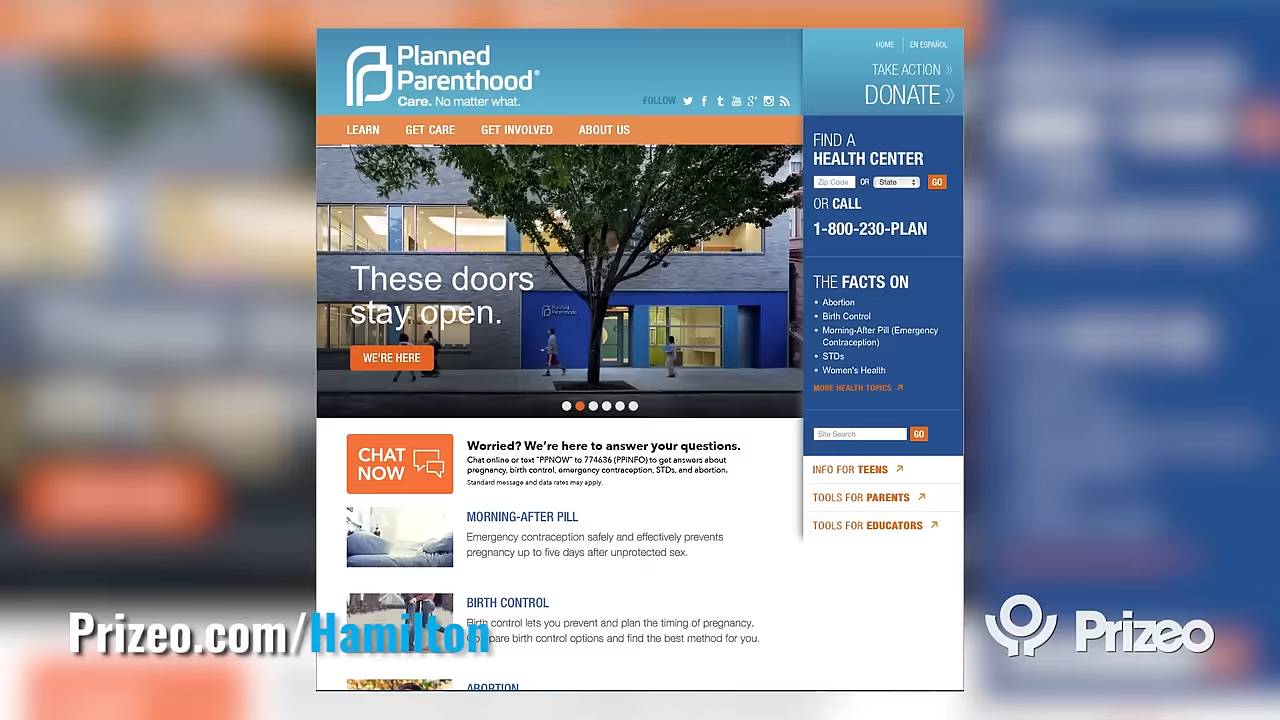 Planned
Parenthood®
Care. No matter what.
FOLLOW
HOME
EN ESPAÑOL
TAKE ACTION »
DONATE »
LEARN
GET CARE
GET INVOLVED
ABOUT US
These doors
stay open.
WE'RE HERE
Planned
Parenthood
FIND A
HEALTH CENTER
Zip Code OR State GO
OR CALL
1-800-230-PLAN
THE FACTS ON
• Abortion
• Birth Control
• Morning-After Pill (Emergency
Contraception)
• STDs
• Women's Health
MORE HEALTH TOPICS
Site Search GO
INFO FOR TEENS
TOOLS FOR PARENTS
TOOLS FOR EDUCATORS
CHAT
NOW
Worried? We're here to answer your questions.
Chat online or text "PPNOW" to 774636 (PPINFO) to get answers about
pregnancy, birth control, emergency contraception, STDs, and abortion.
Standard message and data rates may apply.
MORNING-AFTER PILL
Emergency contraception safely and effectively prevents
pregnancy up to five days after unprotected sex.
BIRTH CONTROL
Birth control lets you prevent and plan the timing of pregnancy.
birth control options and find the best method for you.
ABORTION
Prizeo.com/Hamilton
Prizeo